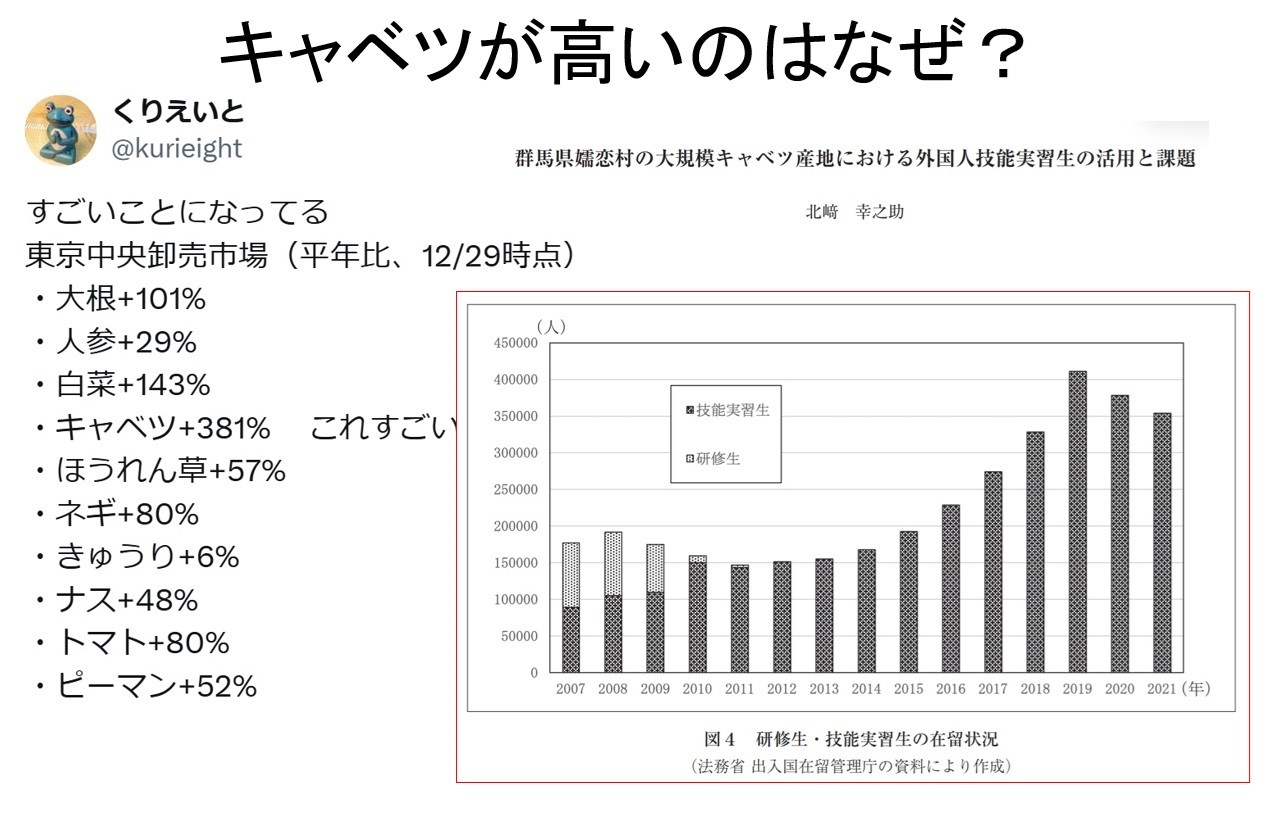 キャベツが高いのはなぜ？
くりえいと
@kurieight
すごいことになってる
東京中央卸売市場（平年比、12/29時点）
・大根+101%
・人参+29%
・白菜+143%
・キャベツ+381%　これすごい
・ほうれん草+57%
・ネギ+80%
・きゅうり+6%
・ナス+48%
・トマト+80%
・ピーマン+52%
群馬県嬬恋村の大規模キャベツ産地における外国人技能実習生の活用と課題
北﨑　幸之助
（人）
450000
400000
350000
300000
250000
200000
150000
100000
50000
0
技能実習生
研修生
2007 2008 2009 2010 2011 2012 2013 2014 2015 2016 2017 2018 2019 2020 2021（年）
図４　研修生・技能実習生の在留状況
（法務省 出入国在留管理庁の資料により作成）